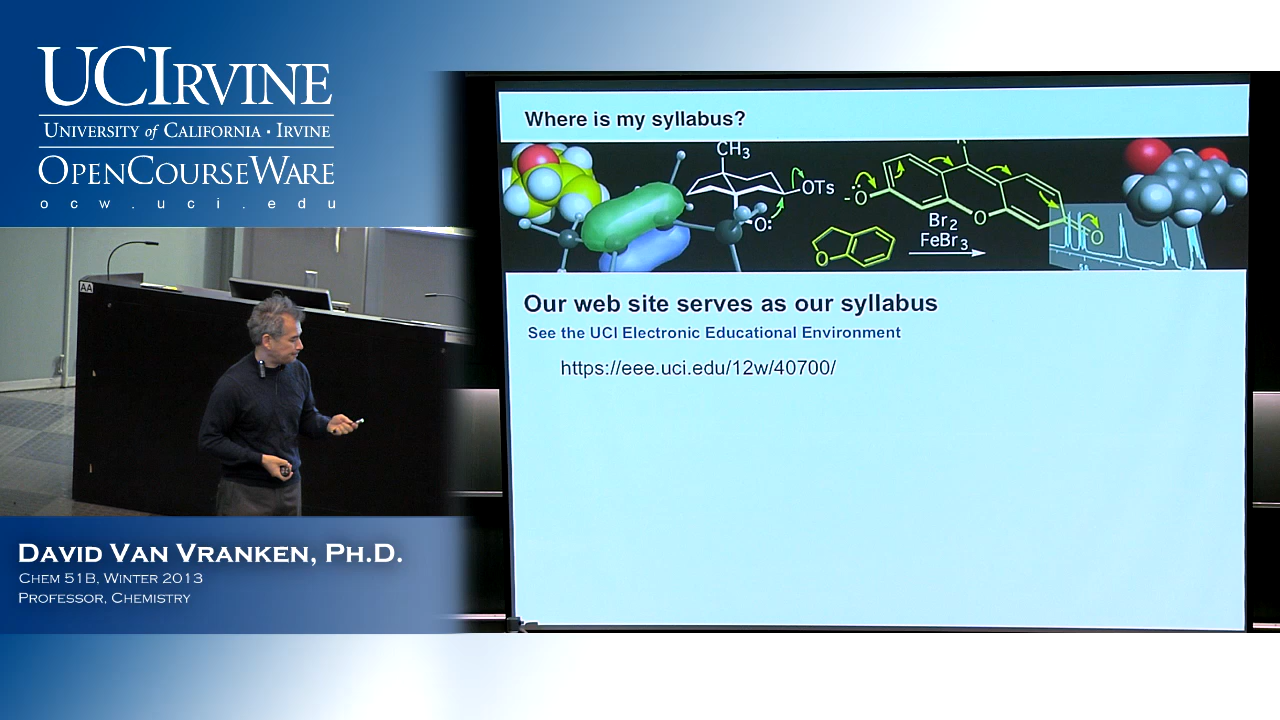 UCIRVINE
UNIVERSITY of CALIFORNIA · IRVINE
OPENCOURSEWARE
ocw.uci.edu
AA
DAVID VAN VRANKEN, PH.D.
CHEM 51B, WINTER 2013
PROFESSOR, CHEMISTRY
Where is my syllabus?
CH3
OTs
O:
-O
O
O
Br2
FeBr3
O
Our web site serves as our syllabus
See the UCI Electronic Educational Environment
https://eee.uci.edu/12w/40700/